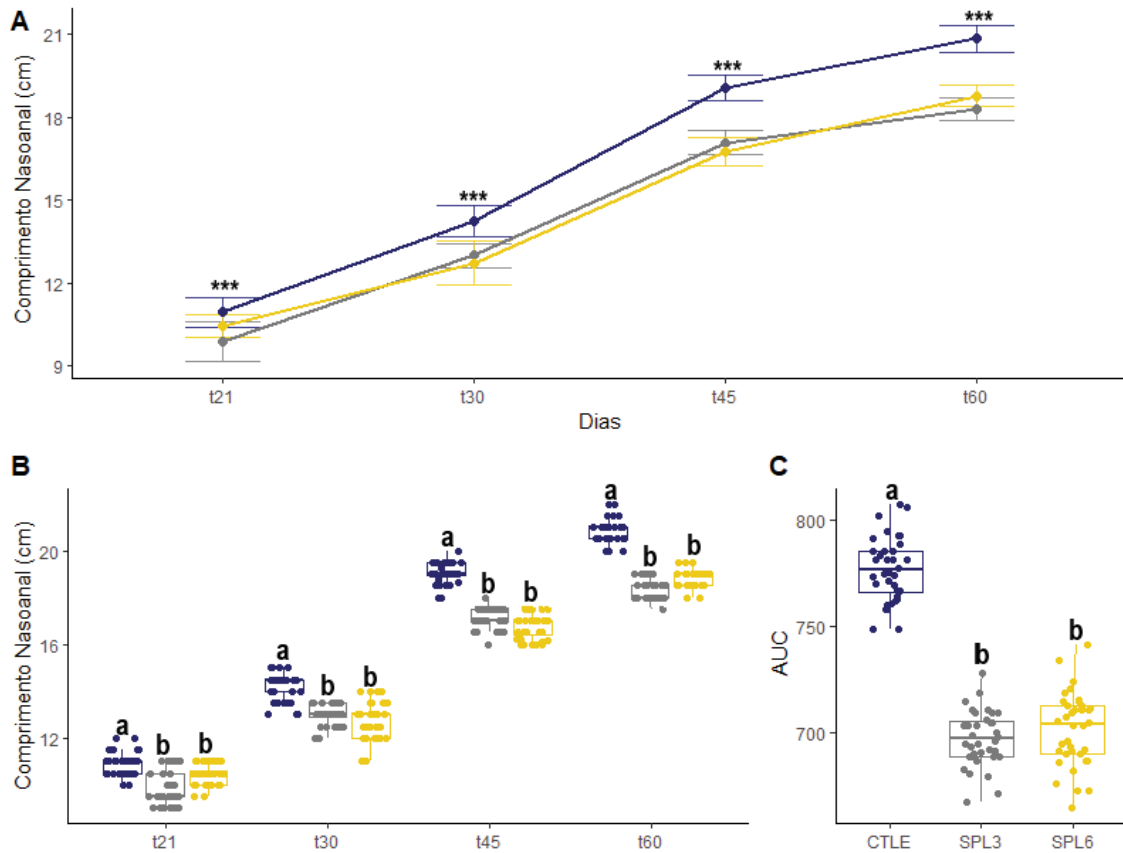 A
Comprimento Nasoanal (cm)
21
18
15
12
9
***
***
***
***
t21 t30 t45 t60
Dias
B
Comprimento Nasoanal (cm)
20
16
12
a b b
a b b
a b b
a b b
t21 t30 t45 t60
C
AUC
800
750
700
a
b
b
CTLE SPL3 SPL6